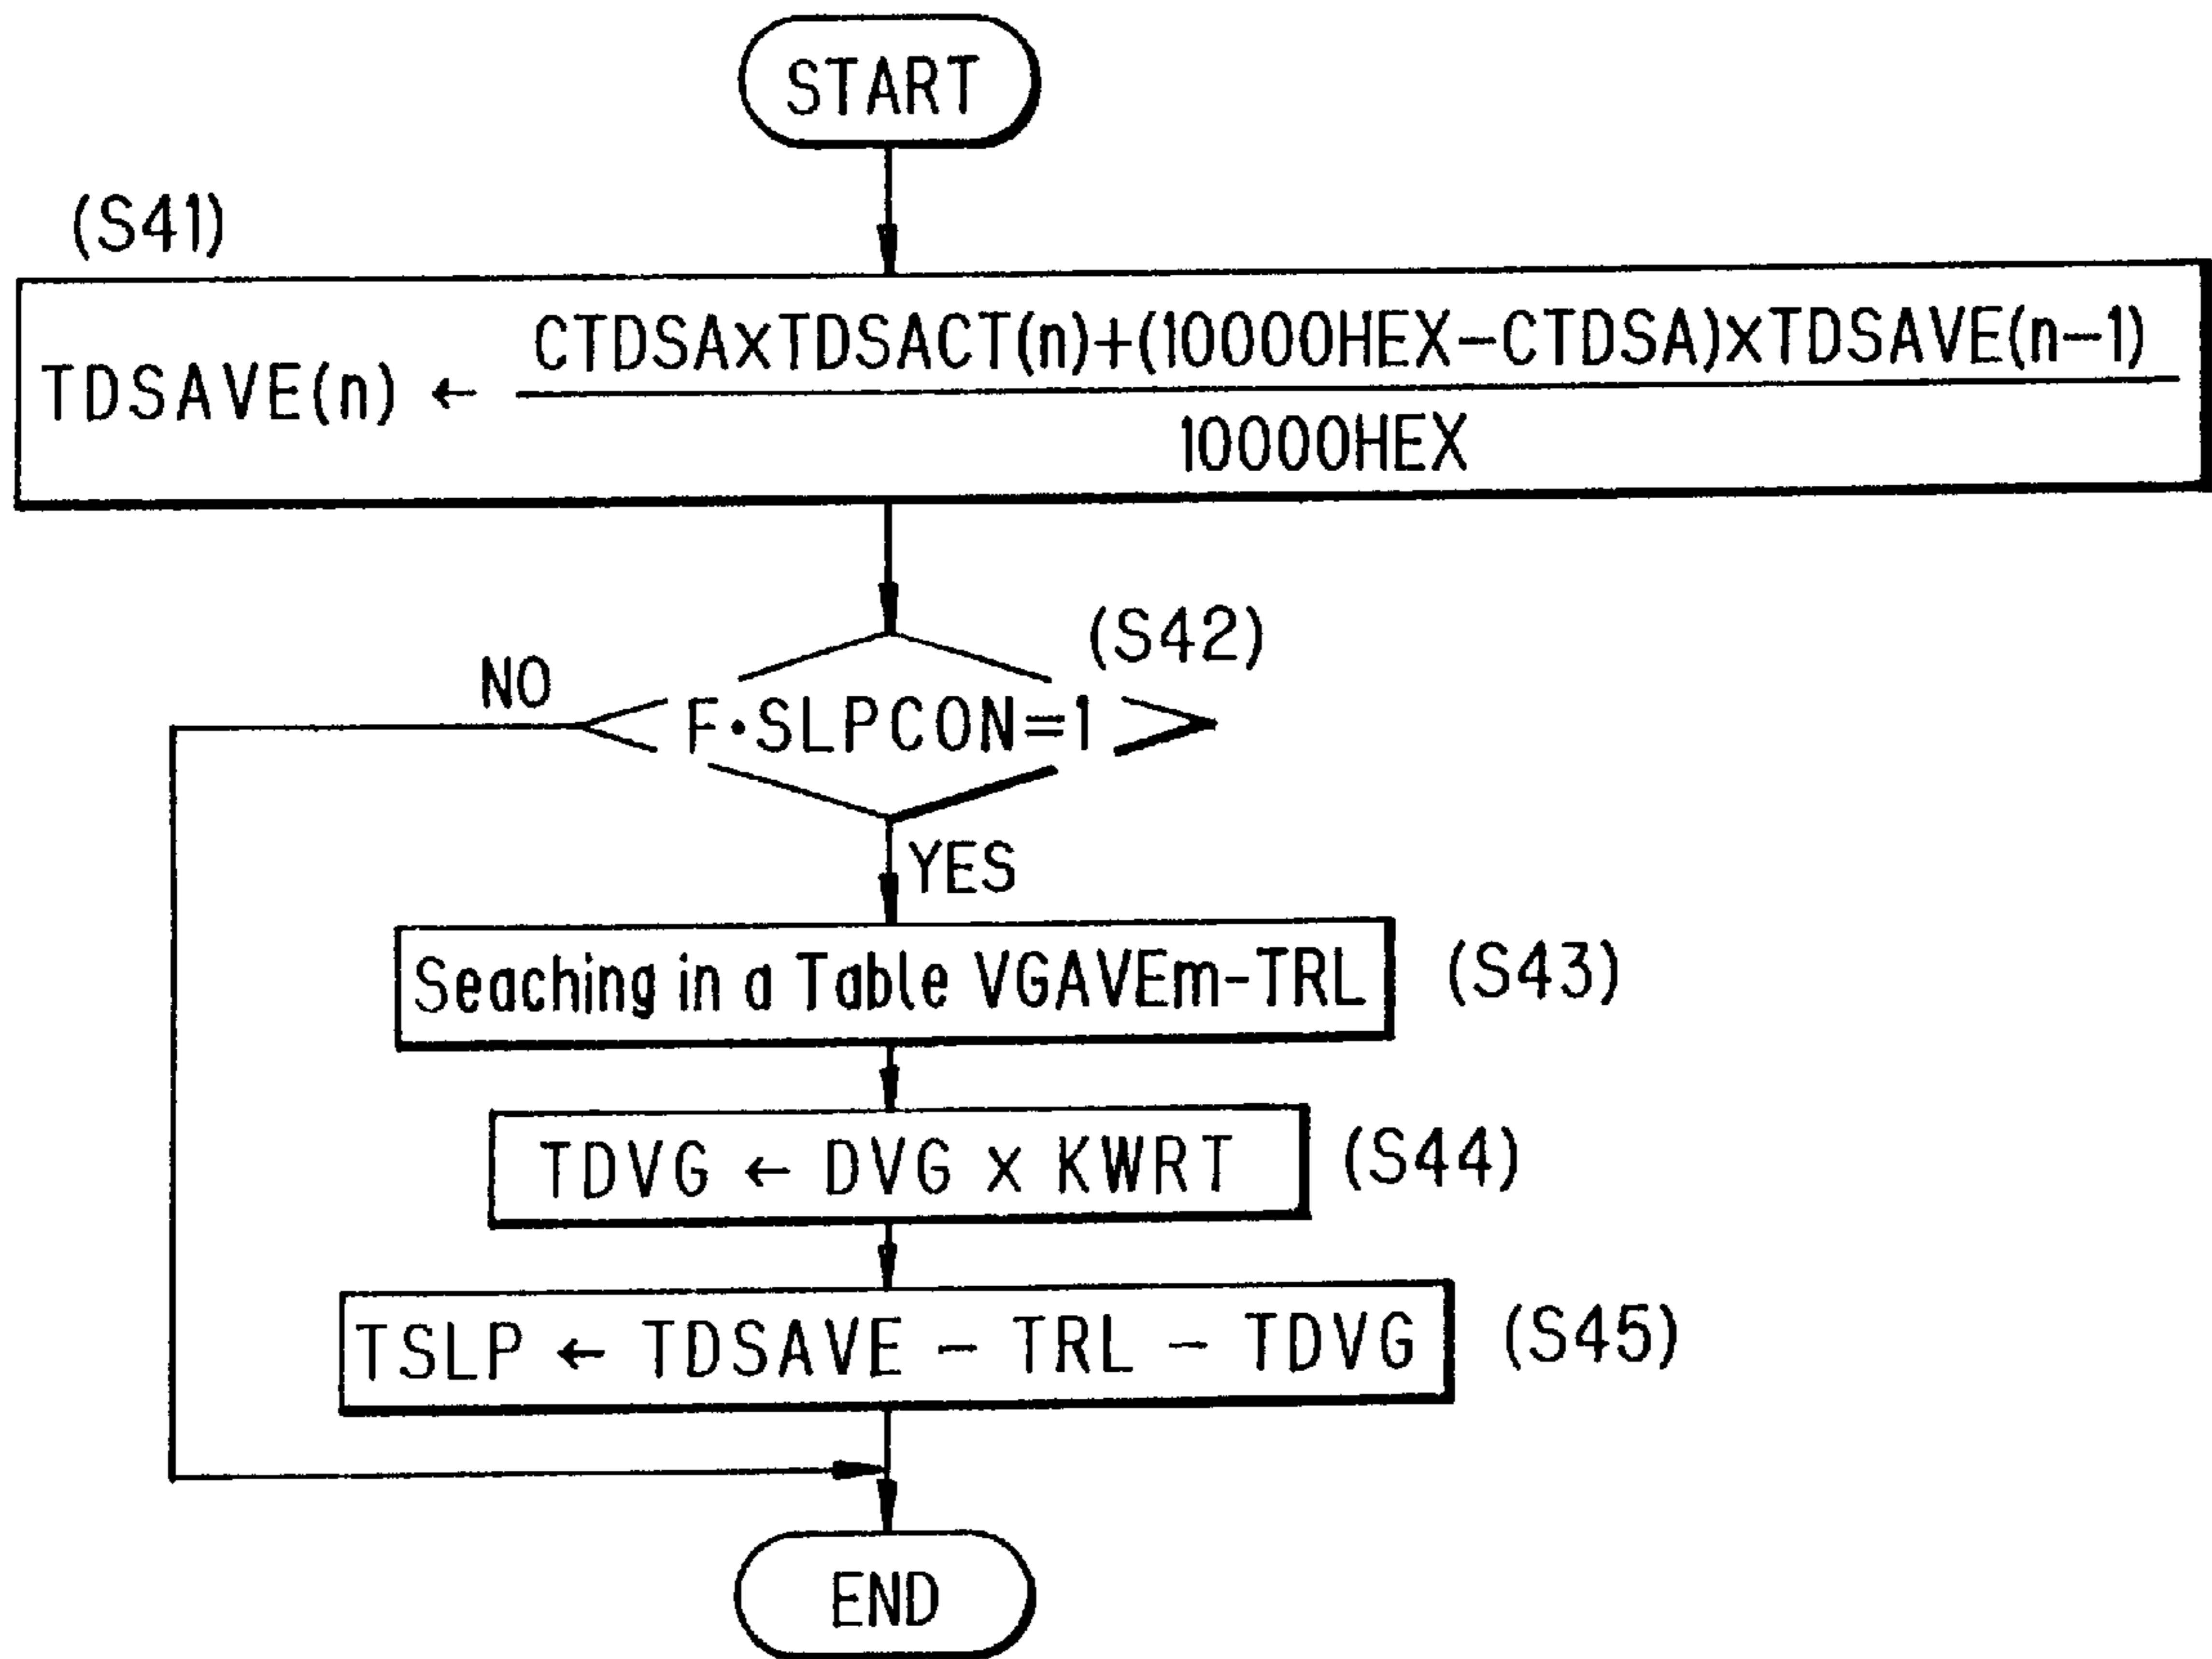 START
(S41)
TDSAVE(n) ← CTDSAxTDSACT(n)+(10000HEX-CTDSA)xTDSAVE(n-1)
10000HEX
(S42)
NO
F·SLPCON=1
YES
Seaching in a Table VGAVEm-TRL (S43)
TDVG ← DVG x KWRT (S44)
TSLP ← TDSAVE - TRL - TDVG (S45)
END